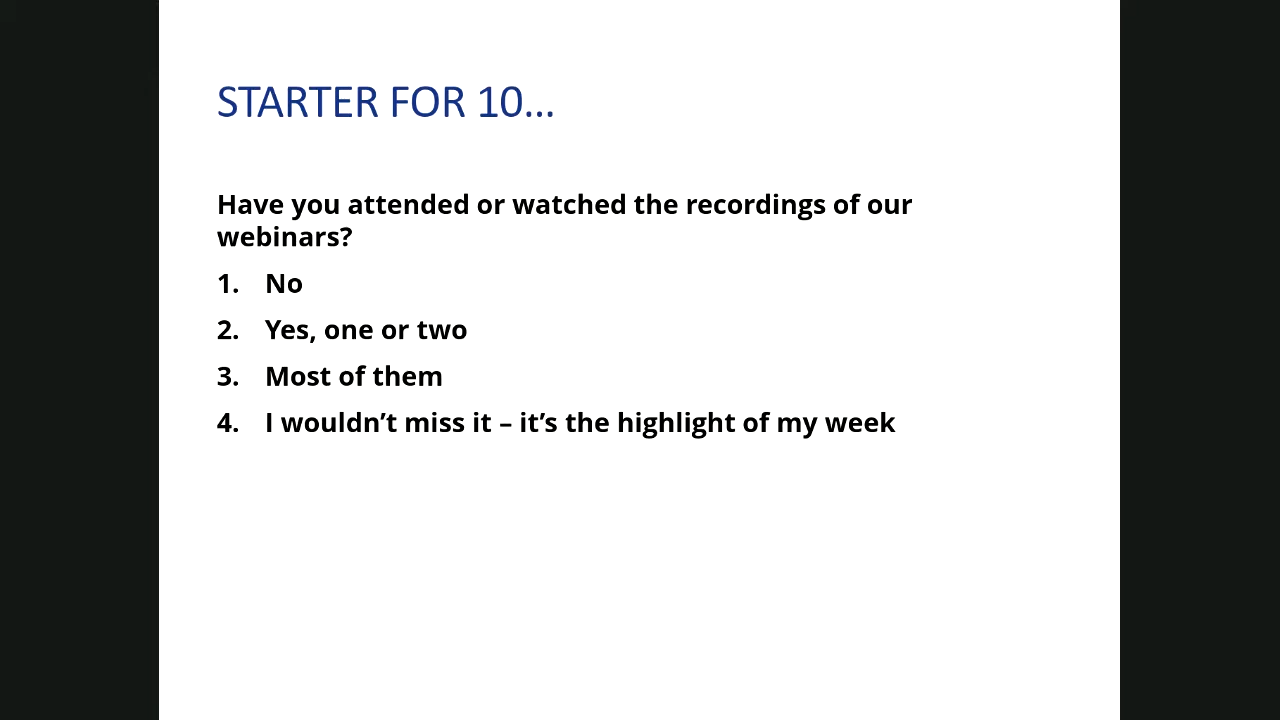 STARTER FOR 10…
Have you attended or watched the recordings of our
webinars?
1. No
2. Yes, one or two
3. Most of them
4. I wouldn’t miss it – it’s the highlight of my week